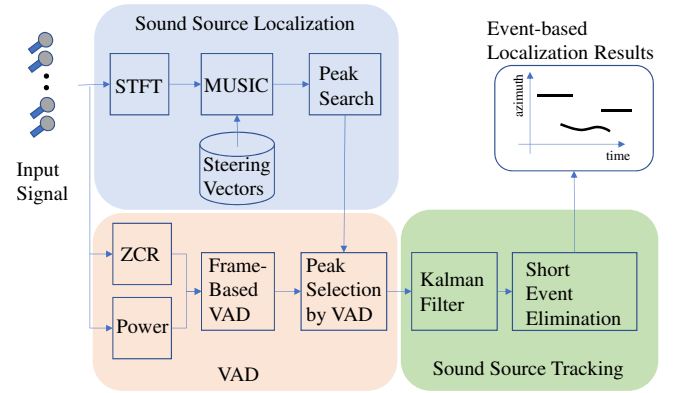 Sound Source Localization
Event-based
Localization Results
STFT
MUSIC
Peak
Search
azimuth
time
Input
Signal
Steering
Vectors
ZCR
Power
Frame-
Based
VAD
Peak
Selection
by VAD
Kalman
Filter
Short
Event
Elimination
VAD
Sound Source Tracking